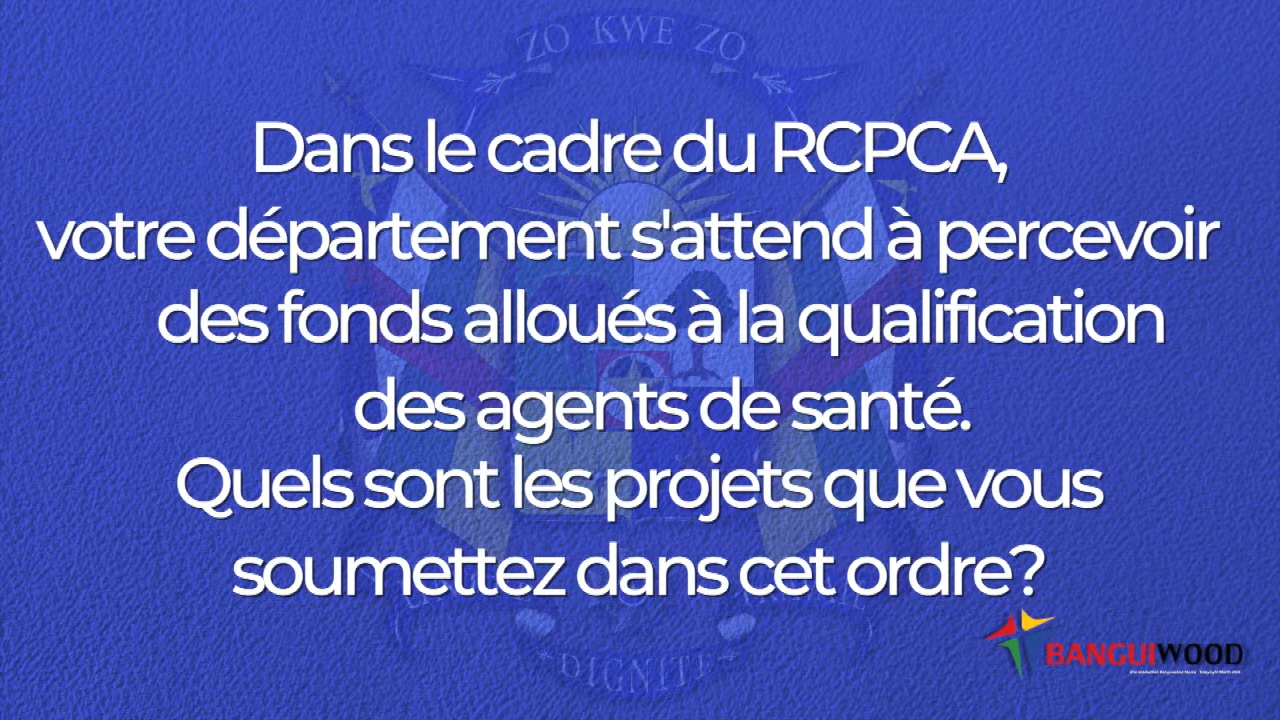 ZO KWE ZO
Dans le cadre du RCPCA,
votre département s'attend à percevoir
des fonds alloués à la qualification
des agents de santé.
Quels sont les projets que vous
soumettez dans cet ordre?
DIGNITE
BANGUIWOOD